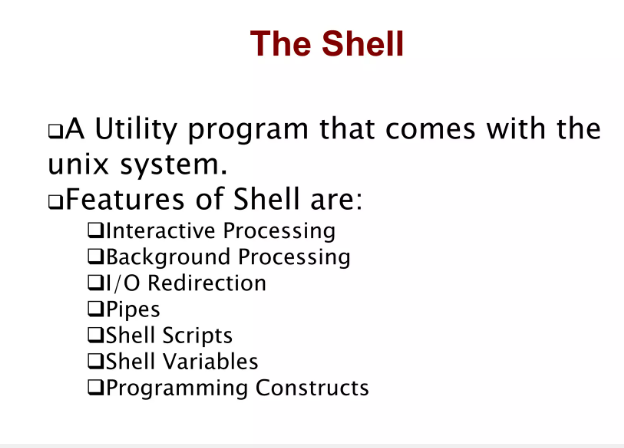 The Shell
❑A Utility program that comes with the
unix system.
❑Features of Shell are:
❑Interactive Processing
❑Background Processing
❑I/O Redirection
❑Pipes
❑Shell Scripts
❑Shell Variables
❑Programming Constructs